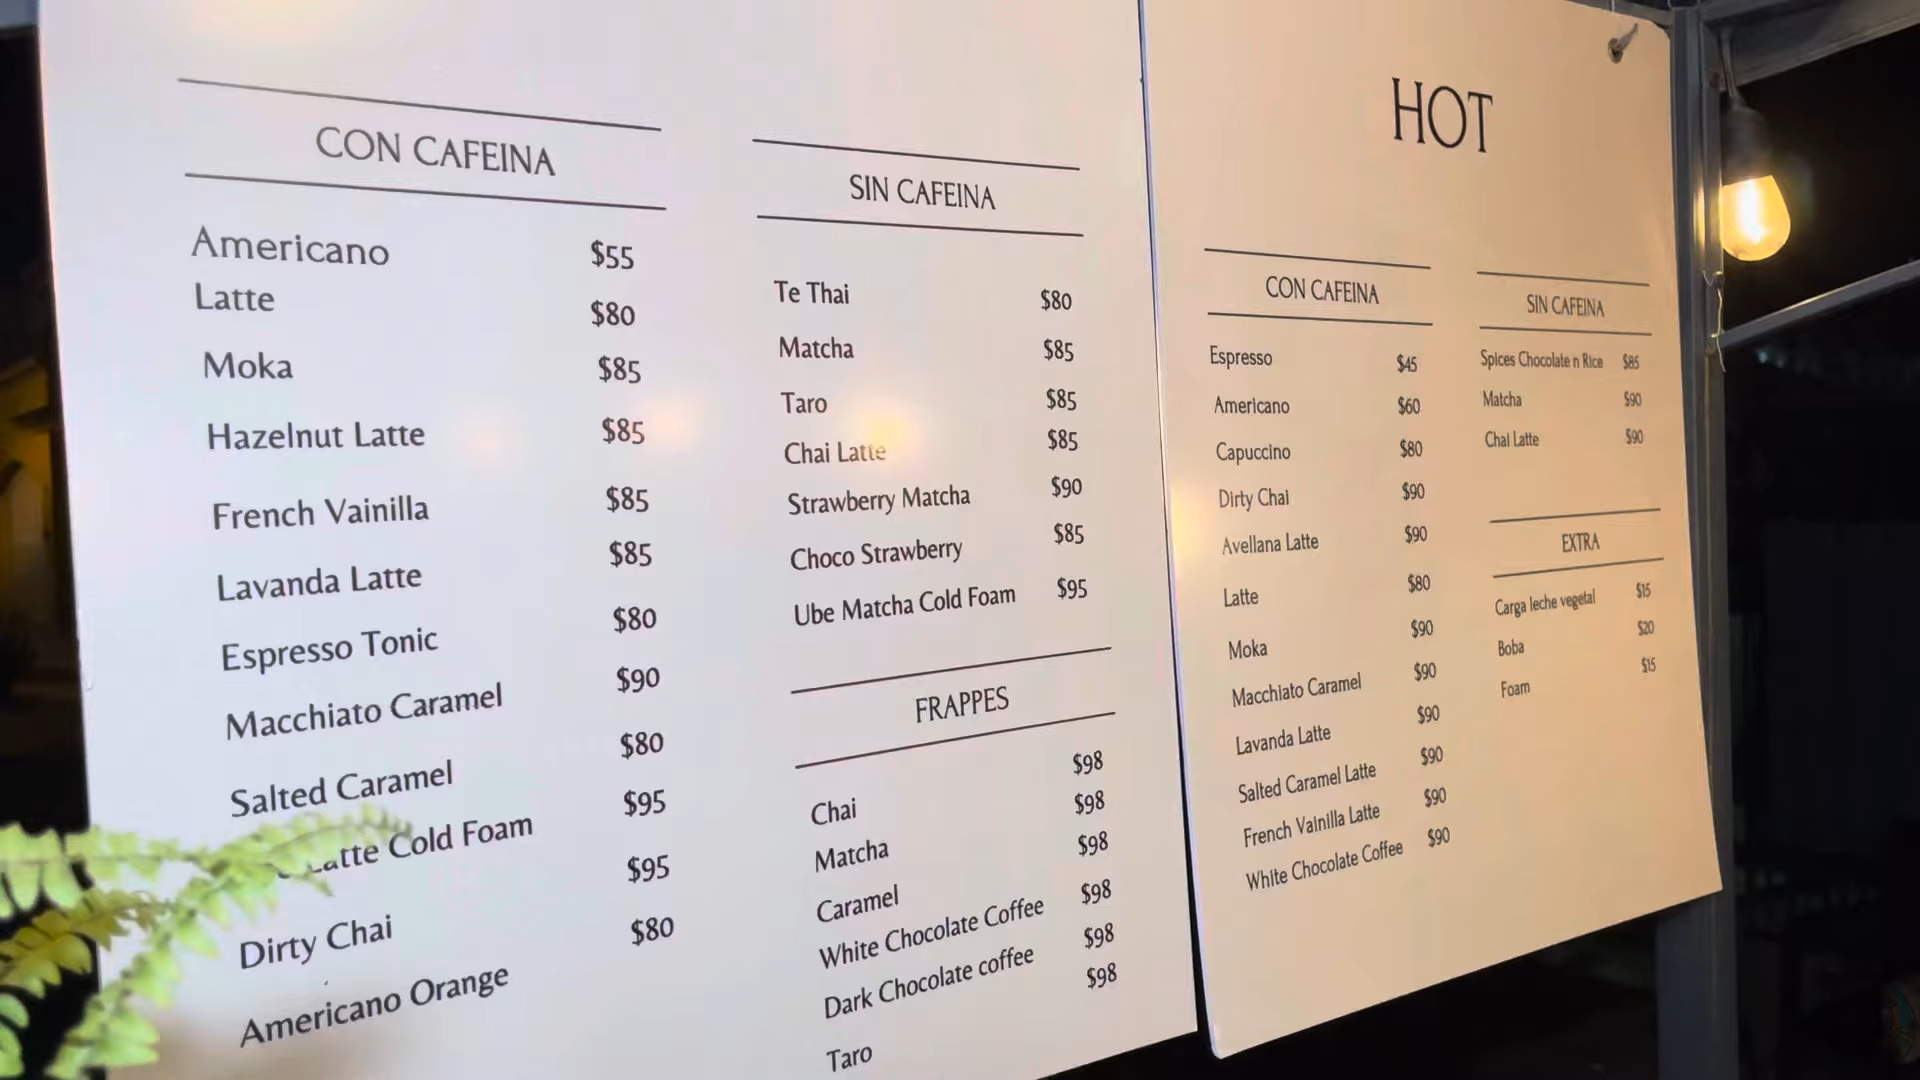 CON CAFEINA
Americano $55
Latte $80
Moka $85
Hazelnut Latte $85
French Vainilla $85
Lavanda Latte $85
Espresso Tonic $80
Macchiato Caramel $90
Salted Caramel $80
Latte Cold Foam $95
Dirty Chai $95
Americano Orange $80
SIN CAFEINA
Te Thai $80
Matcha $85
Taro $85
Chai Latte $85
Strawberry Matcha $90
Choco Strawberry $85
Ube Matcha Cold Foam $95
FRAPPES
Chai $98
Matcha $98
Caramel $98
White Chocolate Coffee $98
Dark Chocolate coffee $98
Taro $98
HOT
CON CAFEINA
Espresso $45
Americano $60
Capuccino $80
Dirty Chai $90
Avellana Latte $90
Latte $80
Moka $90
Macchiato Caramel $90
Lavanda Latte $90
Salted Caramel Latte $90
French Vainilla Latte $90
White Chocolate Coffee $90
SIN CAFEINA
Spices Chocolate n Rice $85
Matcha $90
Chai Latte $90
EXTRA
Carga leche vegetal $15
Boba $20
Foam $15